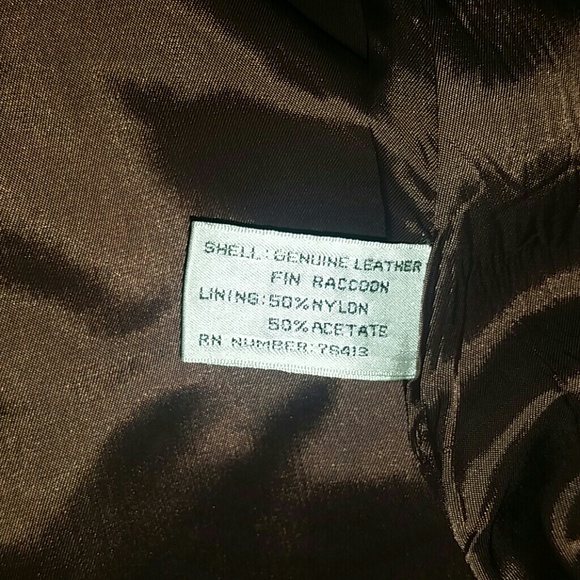 SHELL: GENUINE LEATHER
FIN RACCOON
LINING: 50% NYLON
50% ACETATE
RN NUMBER: 76413